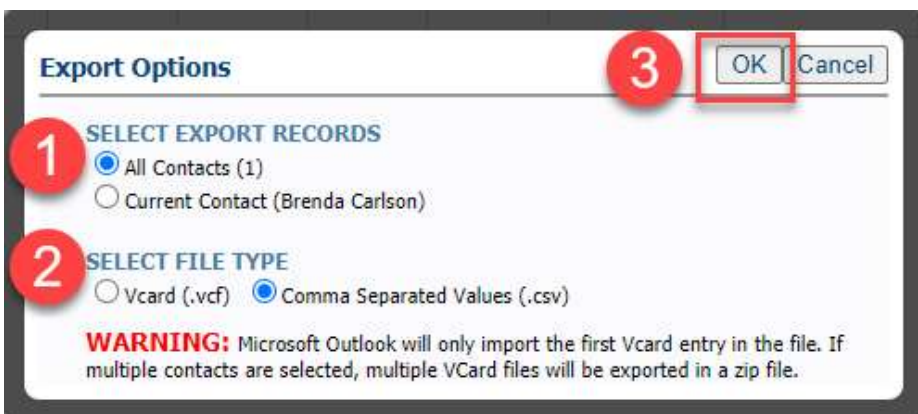 Export Options
3
OK
Cancel
1
SELECT EXPORT RECORDS
All Contacts (1)
Current Contact (Brenda Carlson)
2
SELECT FILE TYPE
Vcard (.vcf) Comma Separated Values (.csv)
WARNING: Microsoft Outlook will only import the first Vcard entry in the file. If
multiple contacts are selected, multiple VCard files will be exported in a zip file.